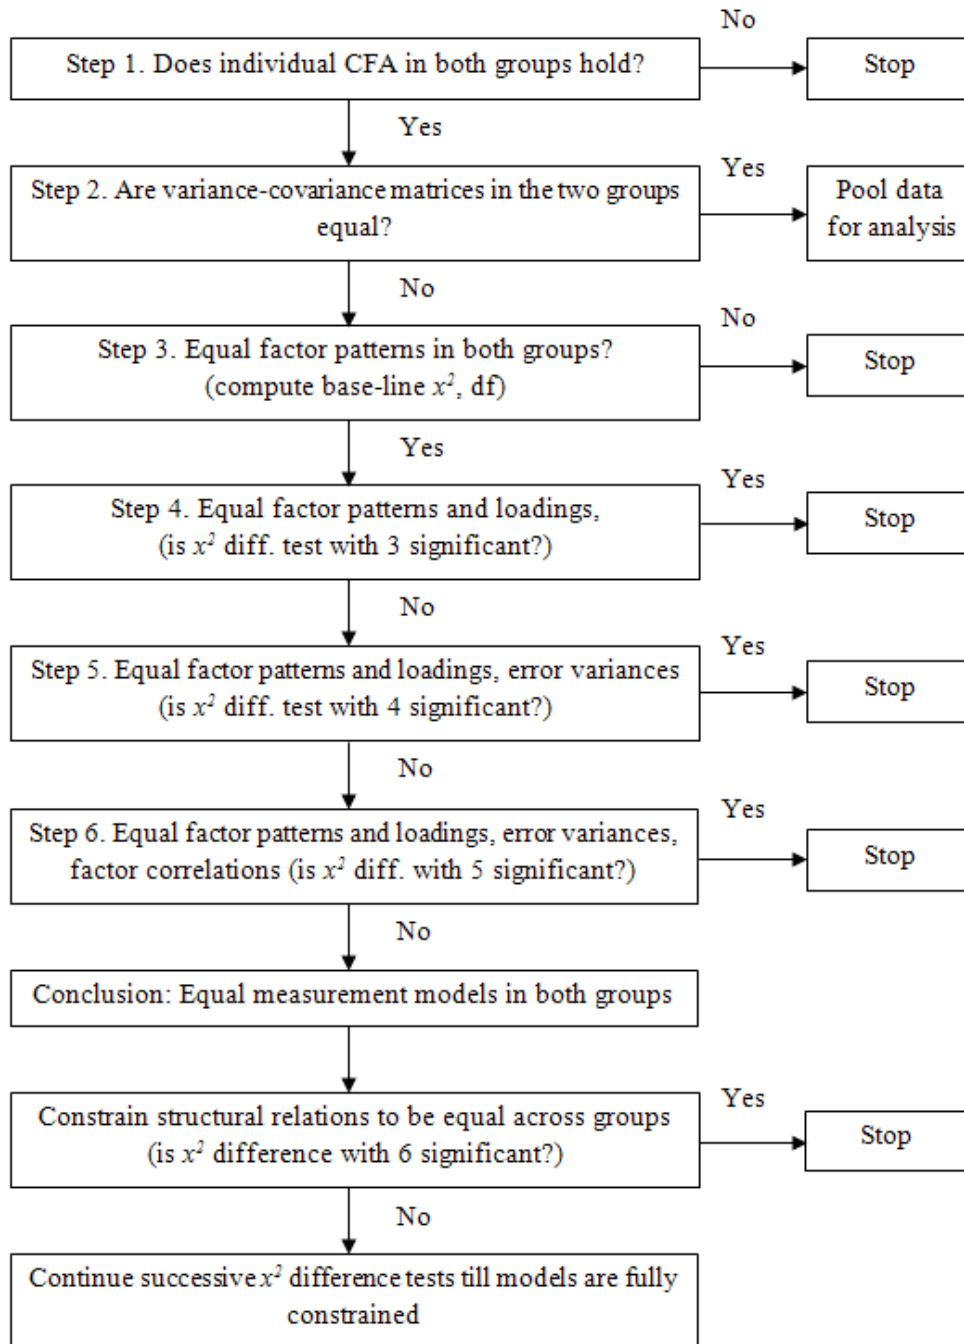 No
Step 1. Does individual CFA in both groups hold?
Stop
Yes
Step 2. Are variance-covariance matrices in the two groups
equal?
Yes
Pool data
for analysis
No
Step 3. Equal factor patterns in both groups?
(compute base-line x², df)
No
Stop
Yes
Step 4. Equal factor patterns and loadings,
(is x² diff. test with 3 significant?)
Yes
Stop
No
Step 5. Equal factor patterns and loadings, error variances
(is x² diff. test with 4 significant?)
Yes
Stop
No
Step 6. Equal factor patterns and loadings, error variances,
factor correlations (is x² diff. with 5 significant?)
Yes
Stop
No
Conclusion: Equal measurement models in both groups
Constrain structural relations to be equal across groups
(is x² difference with 6 significant?)
Yes
Stop
No
Continue successive x² difference tests till models are fully
constrained